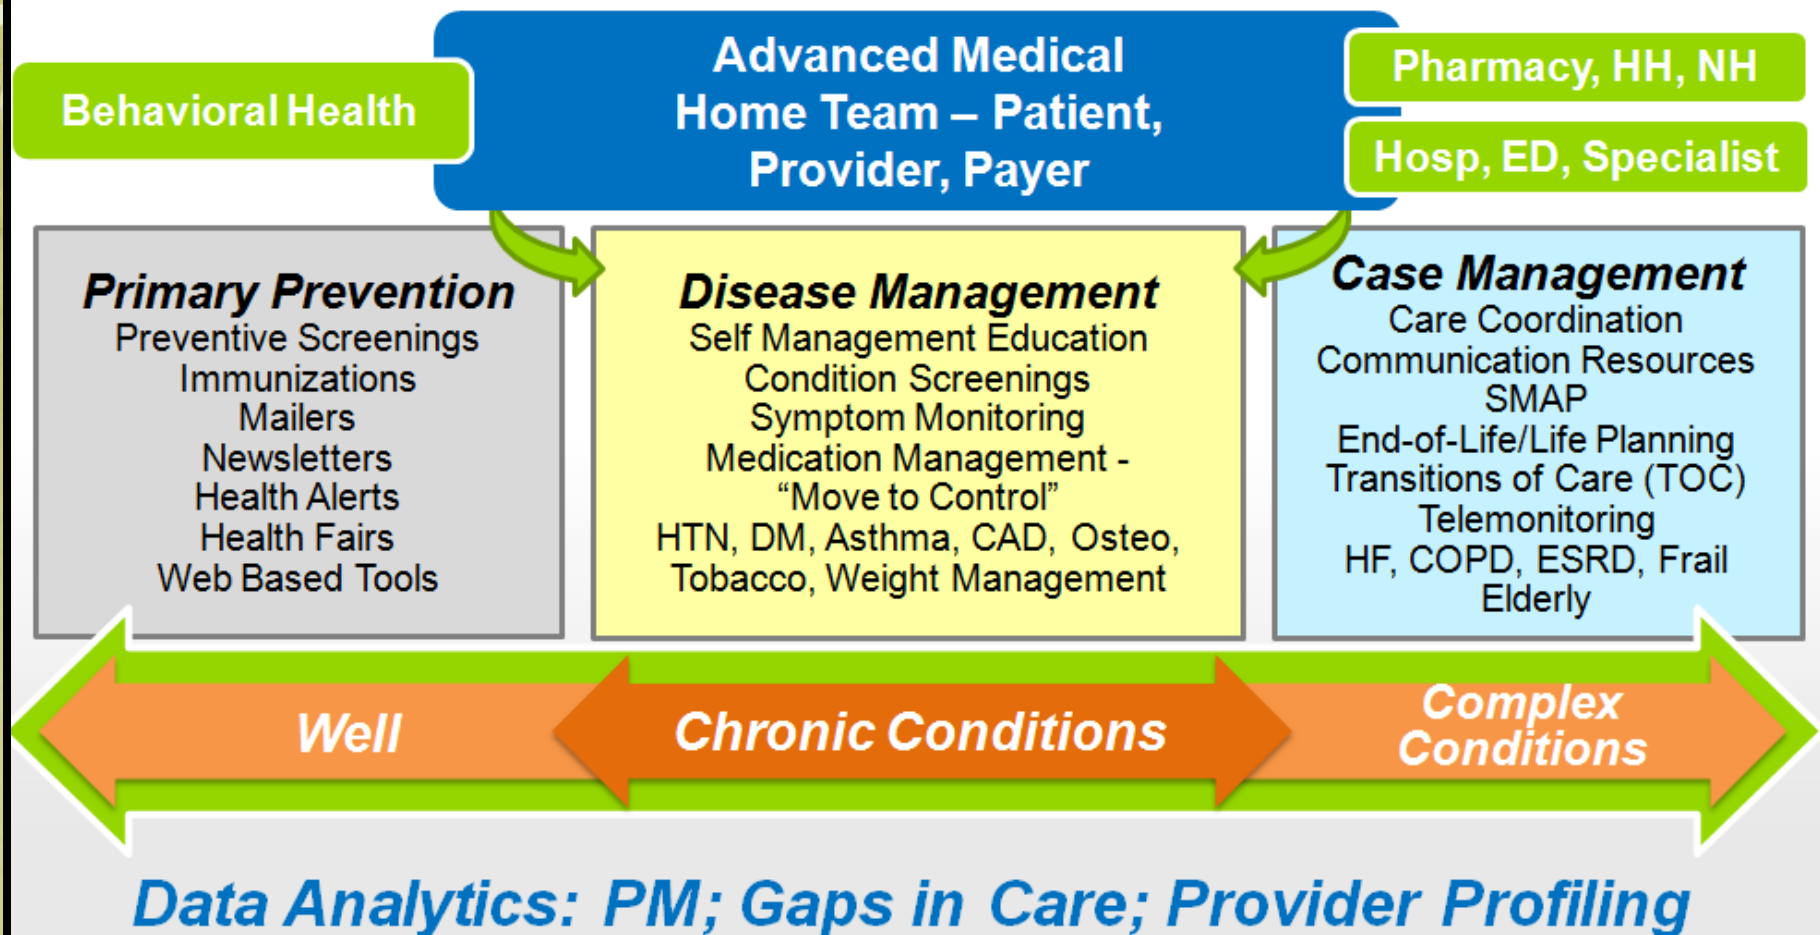 Behavioral Health
Advanced Medical
Home Team – Patient,
Provider, Payer
Pharmacy, HH, NH
Hosp, ED, Specialist
Primary Prevention
Preventive Screenings
Immunizations
Mailers
Newsletters
Health Alerts
Health Fairs
Web Based Tools
Disease Management
Self Management Education
Condition Screenings
Symptom Monitoring
Medication Management -
“Move to Control”
HTN, DM, Asthma, CAD, Osteo,
Tobacco, Weight Management
Case Management
Care Coordination
Communication Resources
SMAP
End-of-Life/Life Planning
Transitions of Care (TOC)
Telemonitoring
HF, COPD, ESRD, Frail
Elderly
Well
Chronic Conditions
Complex
Conditions
Data Analytics: PM; Gaps in Care; Provider Profiling